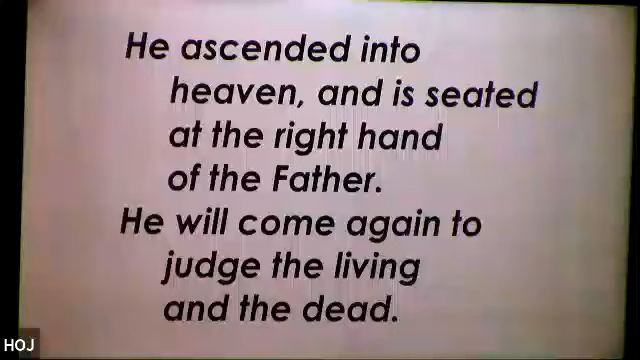 He ascended into
heaven, and is seated
at the right hand
of the Father.
He will come again to
judge the living
and the dead.
HOJ